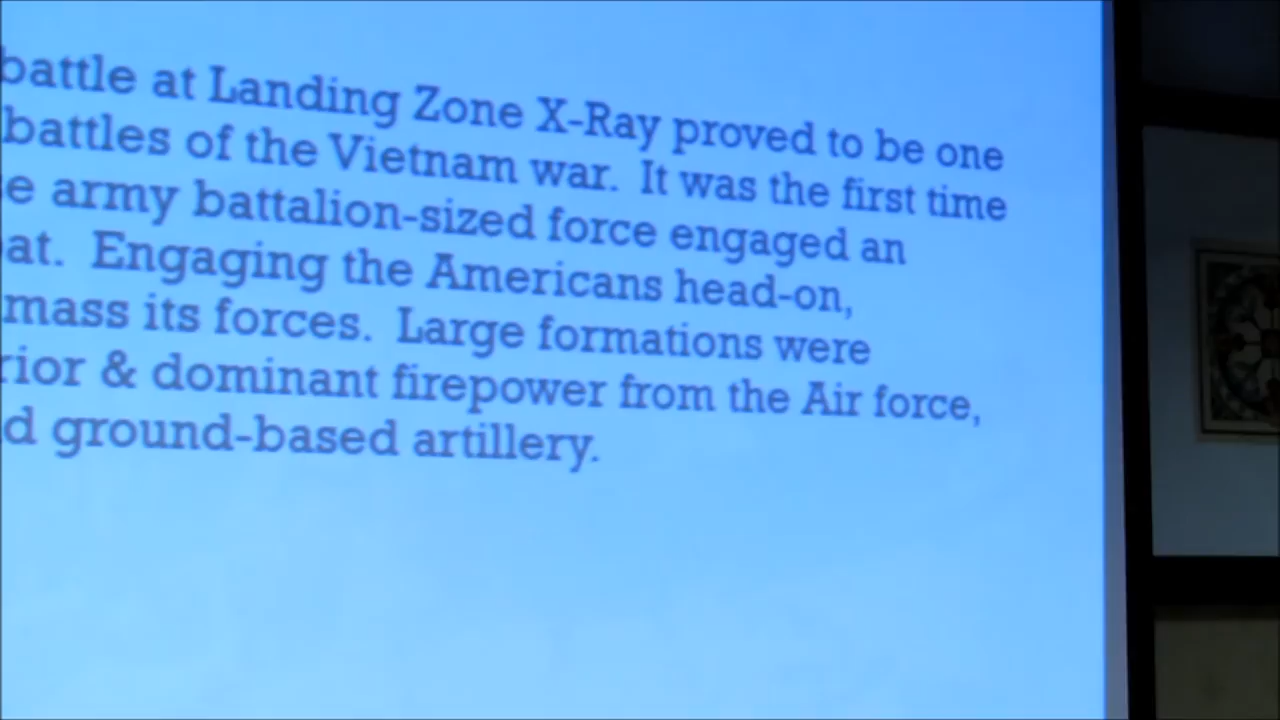 battle at Landing Zone X-Ray proved to be one
battles of the Vietnam war. It was the first time
e army battalion-sized force engaged an
at. Engaging the Americans head-on,
mass its forces. Large formations were
rior & dominant firepower from the Air force,
d ground-based artillery.